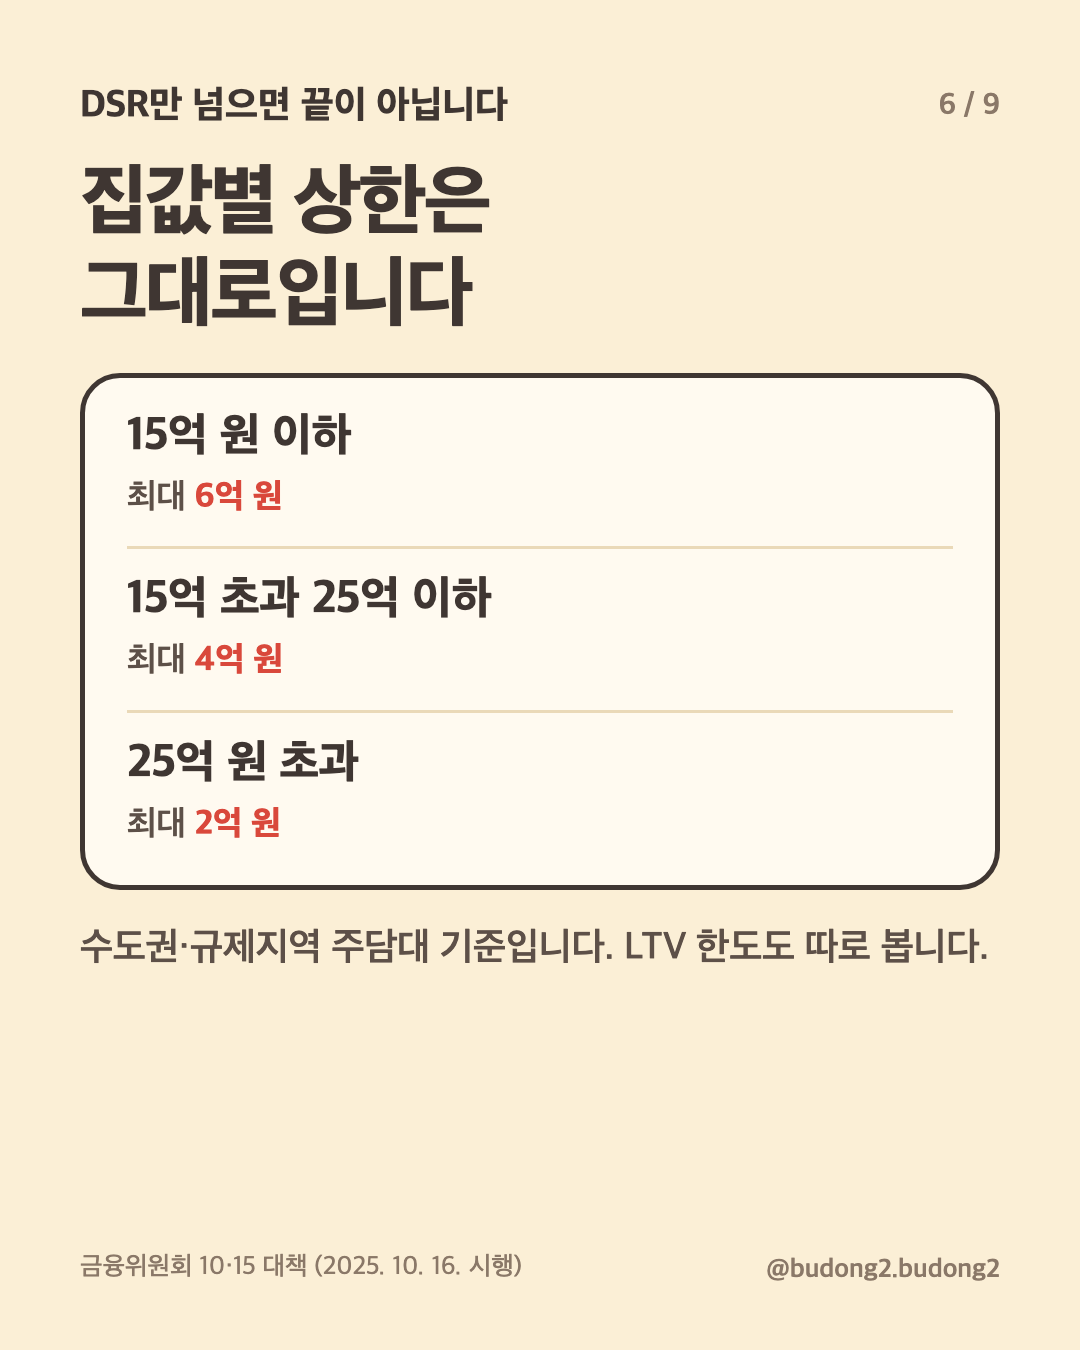 DSR만 넘으면 끝이 아닙니다
6 / 9
집값별 상한은
그대로입니다
15억 원 이하
최대 6억 원
15억 초과 25억 이하
최대 4억 원
25억 원 초과
최대 2억 원
수도권·규제지역 주담대 기준입니다. LTV 한도도 따로 봅니다.
금융위원회 10·15 대책 (2025. 10. 16. 시행)
@budong2.budong2